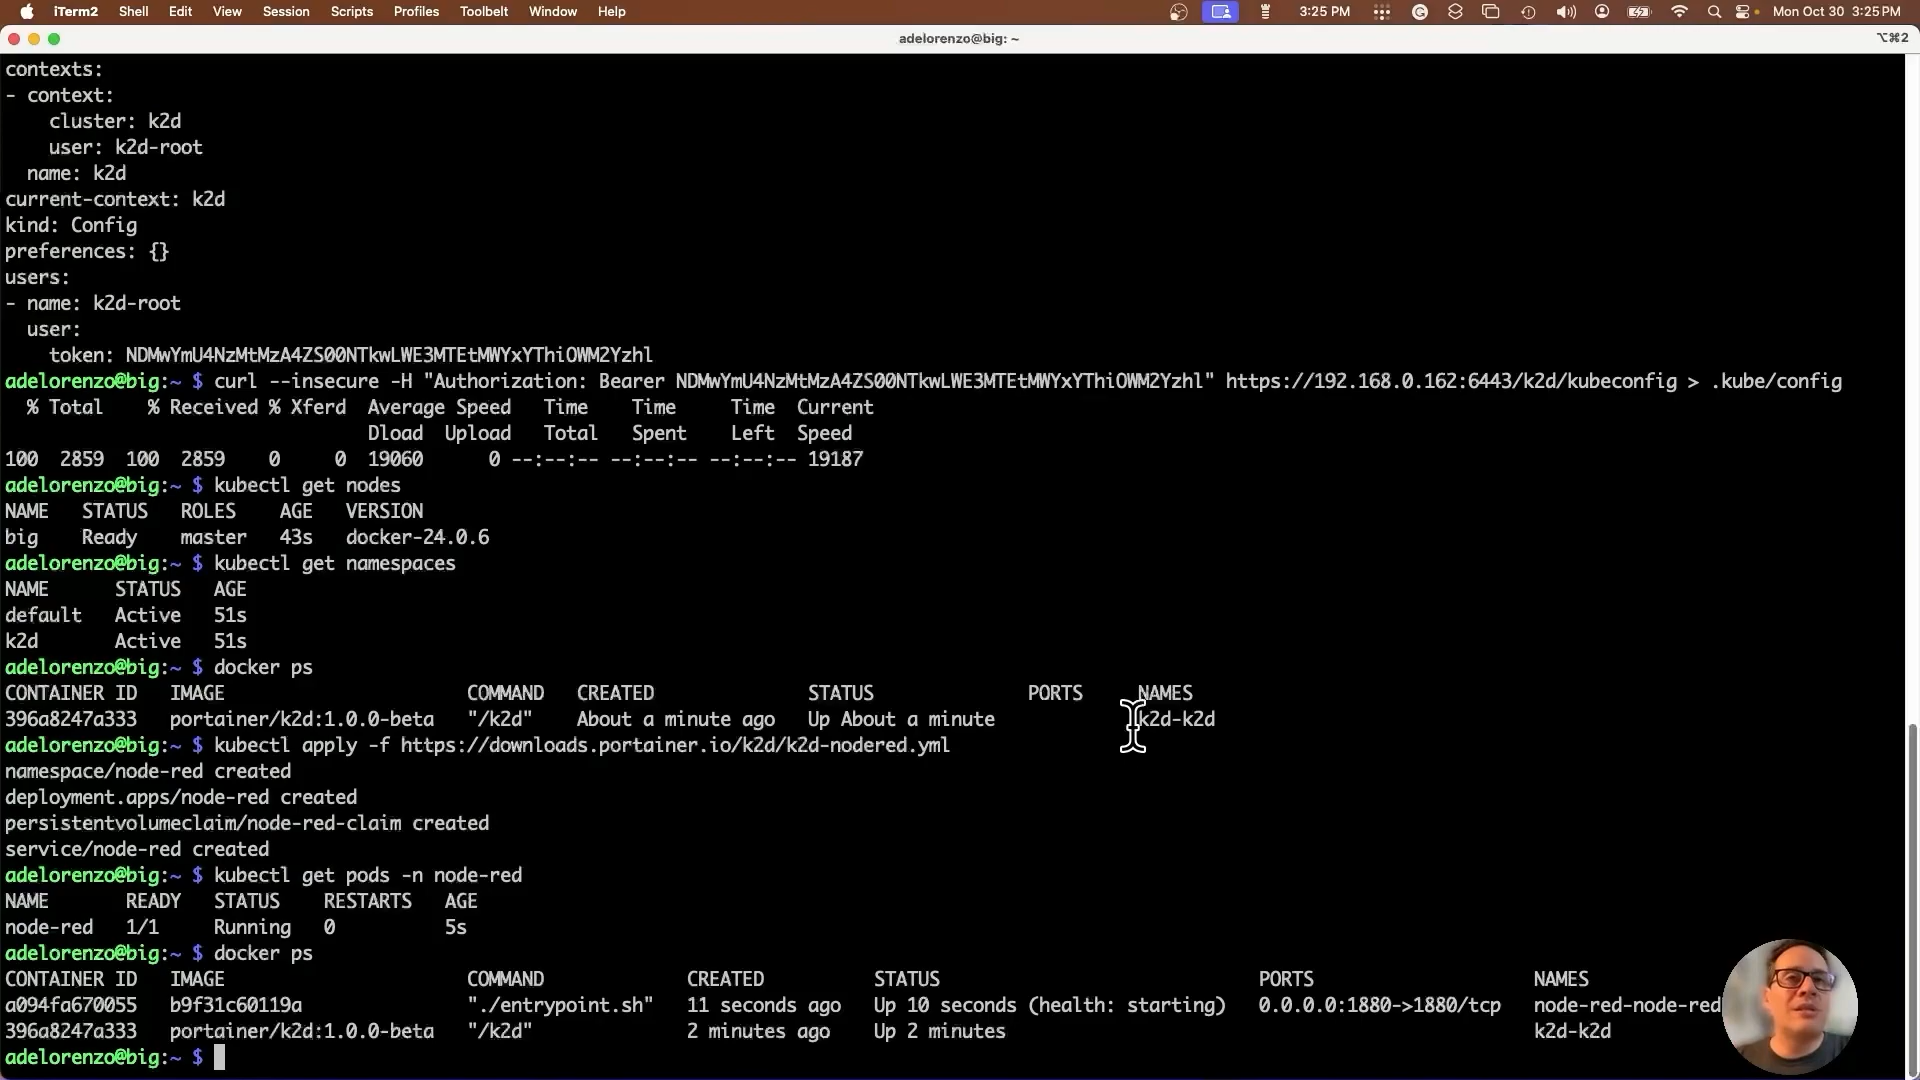 iTerm2 Shell Edit View Session Scripts Profiles Toolbelt Window Help 3:25 PM Mon Oct 30 3:25 PM
adelorenzo@big: ~ ⌥⌘2
contexts:
- context:
    cluster: k2d
    user: k2d-root
  name: k2d
current-context: k2d
kind: Config
preferences: {}
users:
- name: k2d-root
  user:
    token: NDMwYmU4NzMtMzA4ZS00NTkwLWE3MTEtMWYxYThiOWM2Yzhl
adelorenzo@big:~ $ curl --insecure -H "Authorization: Bearer NDMwYmU4NzMtMzA4ZS00NTkwLWE3MTEtMWYxYThiOWM2Yzhl" https://192.168.0.162:6443/k2d/kubeconfig > .kube/config
  % Total    % Received % Xferd  Average Speed   Time    Time     Time  Current
                                 Dload  Upload   Total   Spent    Left  Speed
100  2859  100  2859    0     0  19060      0 --:--:-- --:--:-- --:--:-- 19187
adelorenzo@big:~ $ kubectl get nodes
NAME   STATUS   ROLES    AGE   VERSION
big    Ready    master   43s   docker-24.0.6
adelorenzo@big:~ $ kubectl get namespaces
NAME      STATUS   AGE
default   Active   51s
k2d       Active   51s
adelorenzo@big:~ $ docker ps
CONTAINER ID   IMAGE                      COMMAND   CREATED              STATUS              PORTS     NAMES
396a8247a333   portainer/k2d:1.0.0-beta   "/k2d"    About a minute ago   Up About a minute             k2d-k2d
adelorenzo@big:~ $ kubectl apply -f https://downloads.portainer.io/k2d/k2d-nodered.yml
namespace/node-red created
deployment.apps/node-red created
persistentvolumeclaim/node-red-claim created
service/node-red created
adelorenzo@big:~ $ kubectl get pods -n node-red
NAME       READY   STATUS    RESTARTS   AGE
node-red   1/1     Running   0          5s
adelorenzo@big:~ $ docker ps
CONTAINER ID   IMAGE                      COMMAND             CREATED          STATUS                             PORTS                    NAMES
a094fa670055   b9f31c60119a               "./entrypoint.sh"   11 seconds ago   Up 10 seconds (health: starting)   0.0.0.0:1880->1880/tcp   node-red-node-red
396a8247a333   portainer/k2d:1.0.0-beta   "/k2d"              2 minutes ago    Up 2 minutes                                                k2d-k2d
adelorenzo@big:~ $